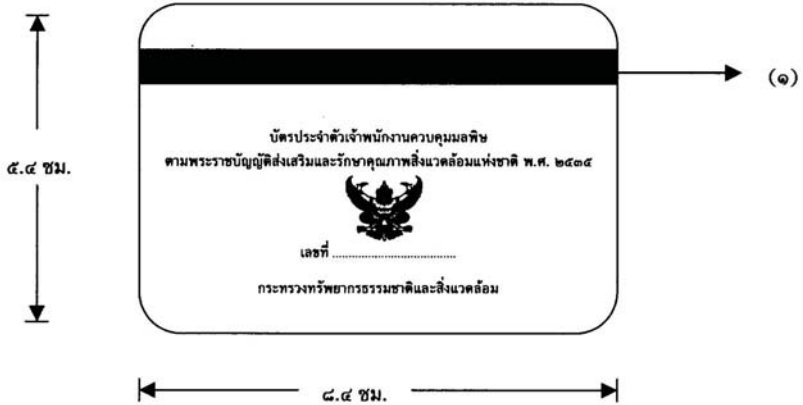 (๑)
บัตรประจำตัวเจ้าพนักงานควบคุมมลพิษ
ตามพระราชบัญญัติส่งเสริมและรักษาคุณภาพสิ่งแวดล้อมแห่งชาติ พ.ศ. ๒๕๓๕
๕.๔ ซม.
เลขที่ ........................................
กระทรวงทรัพยากรธรรมชาติและสิ่งแวดล้อม
๘.๔ ซม.